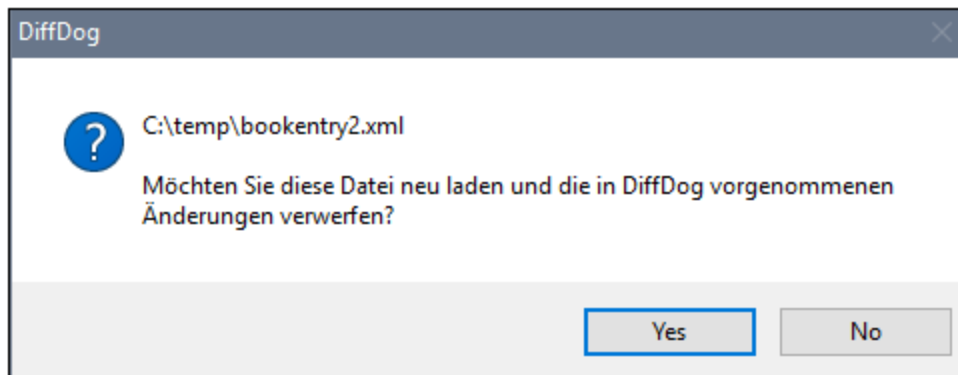 DiffDog
?
C:\temp\bookentry2.xml
Möchten Sie diese Datei neu laden und die in DiffDog vorgenommenen
Änderungen verwerfen?
Yes No